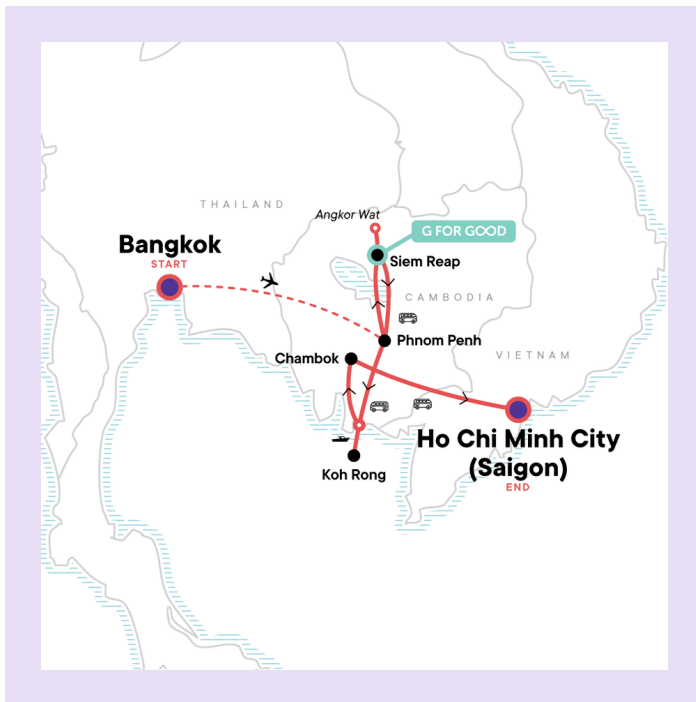 THAILAND
Angkor Wat
G FOR GOOD
Bangkok
START
Siem Reap
CAMBODIA
Phnom Penh
Chambok
VIETNAM
Ho Chi Minh City
(Saigon)
END
Koh Rong